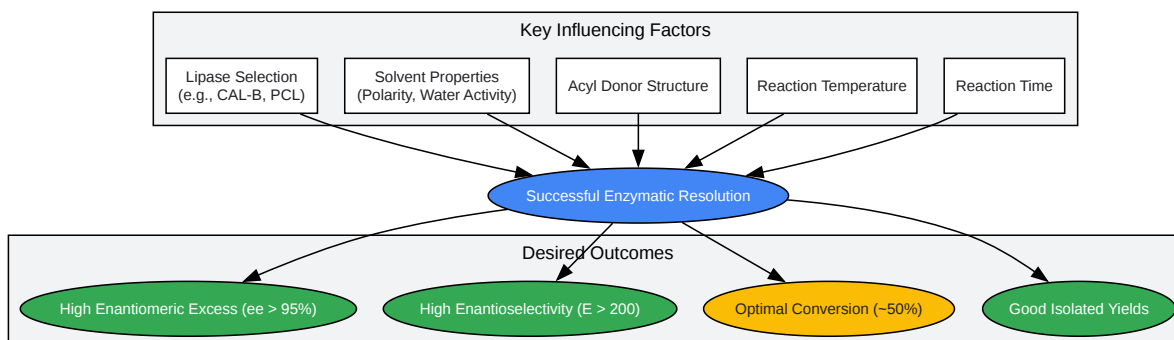 Key Influencing Factors
Lipase Selection
(e.g., CAL-B, PCL)
Solvent Properties
(Polarity, Water Activity)
Acyl Donor Structure
Reaction Temperature
Reaction Time
Successful Enzymatic Resolution
Desired Outcomes
High Enantiomeric Excess (ee > 95%)
High Enantioselectivity (E > 200)
Optimal Conversion (~50%)
Good Isolated Yields